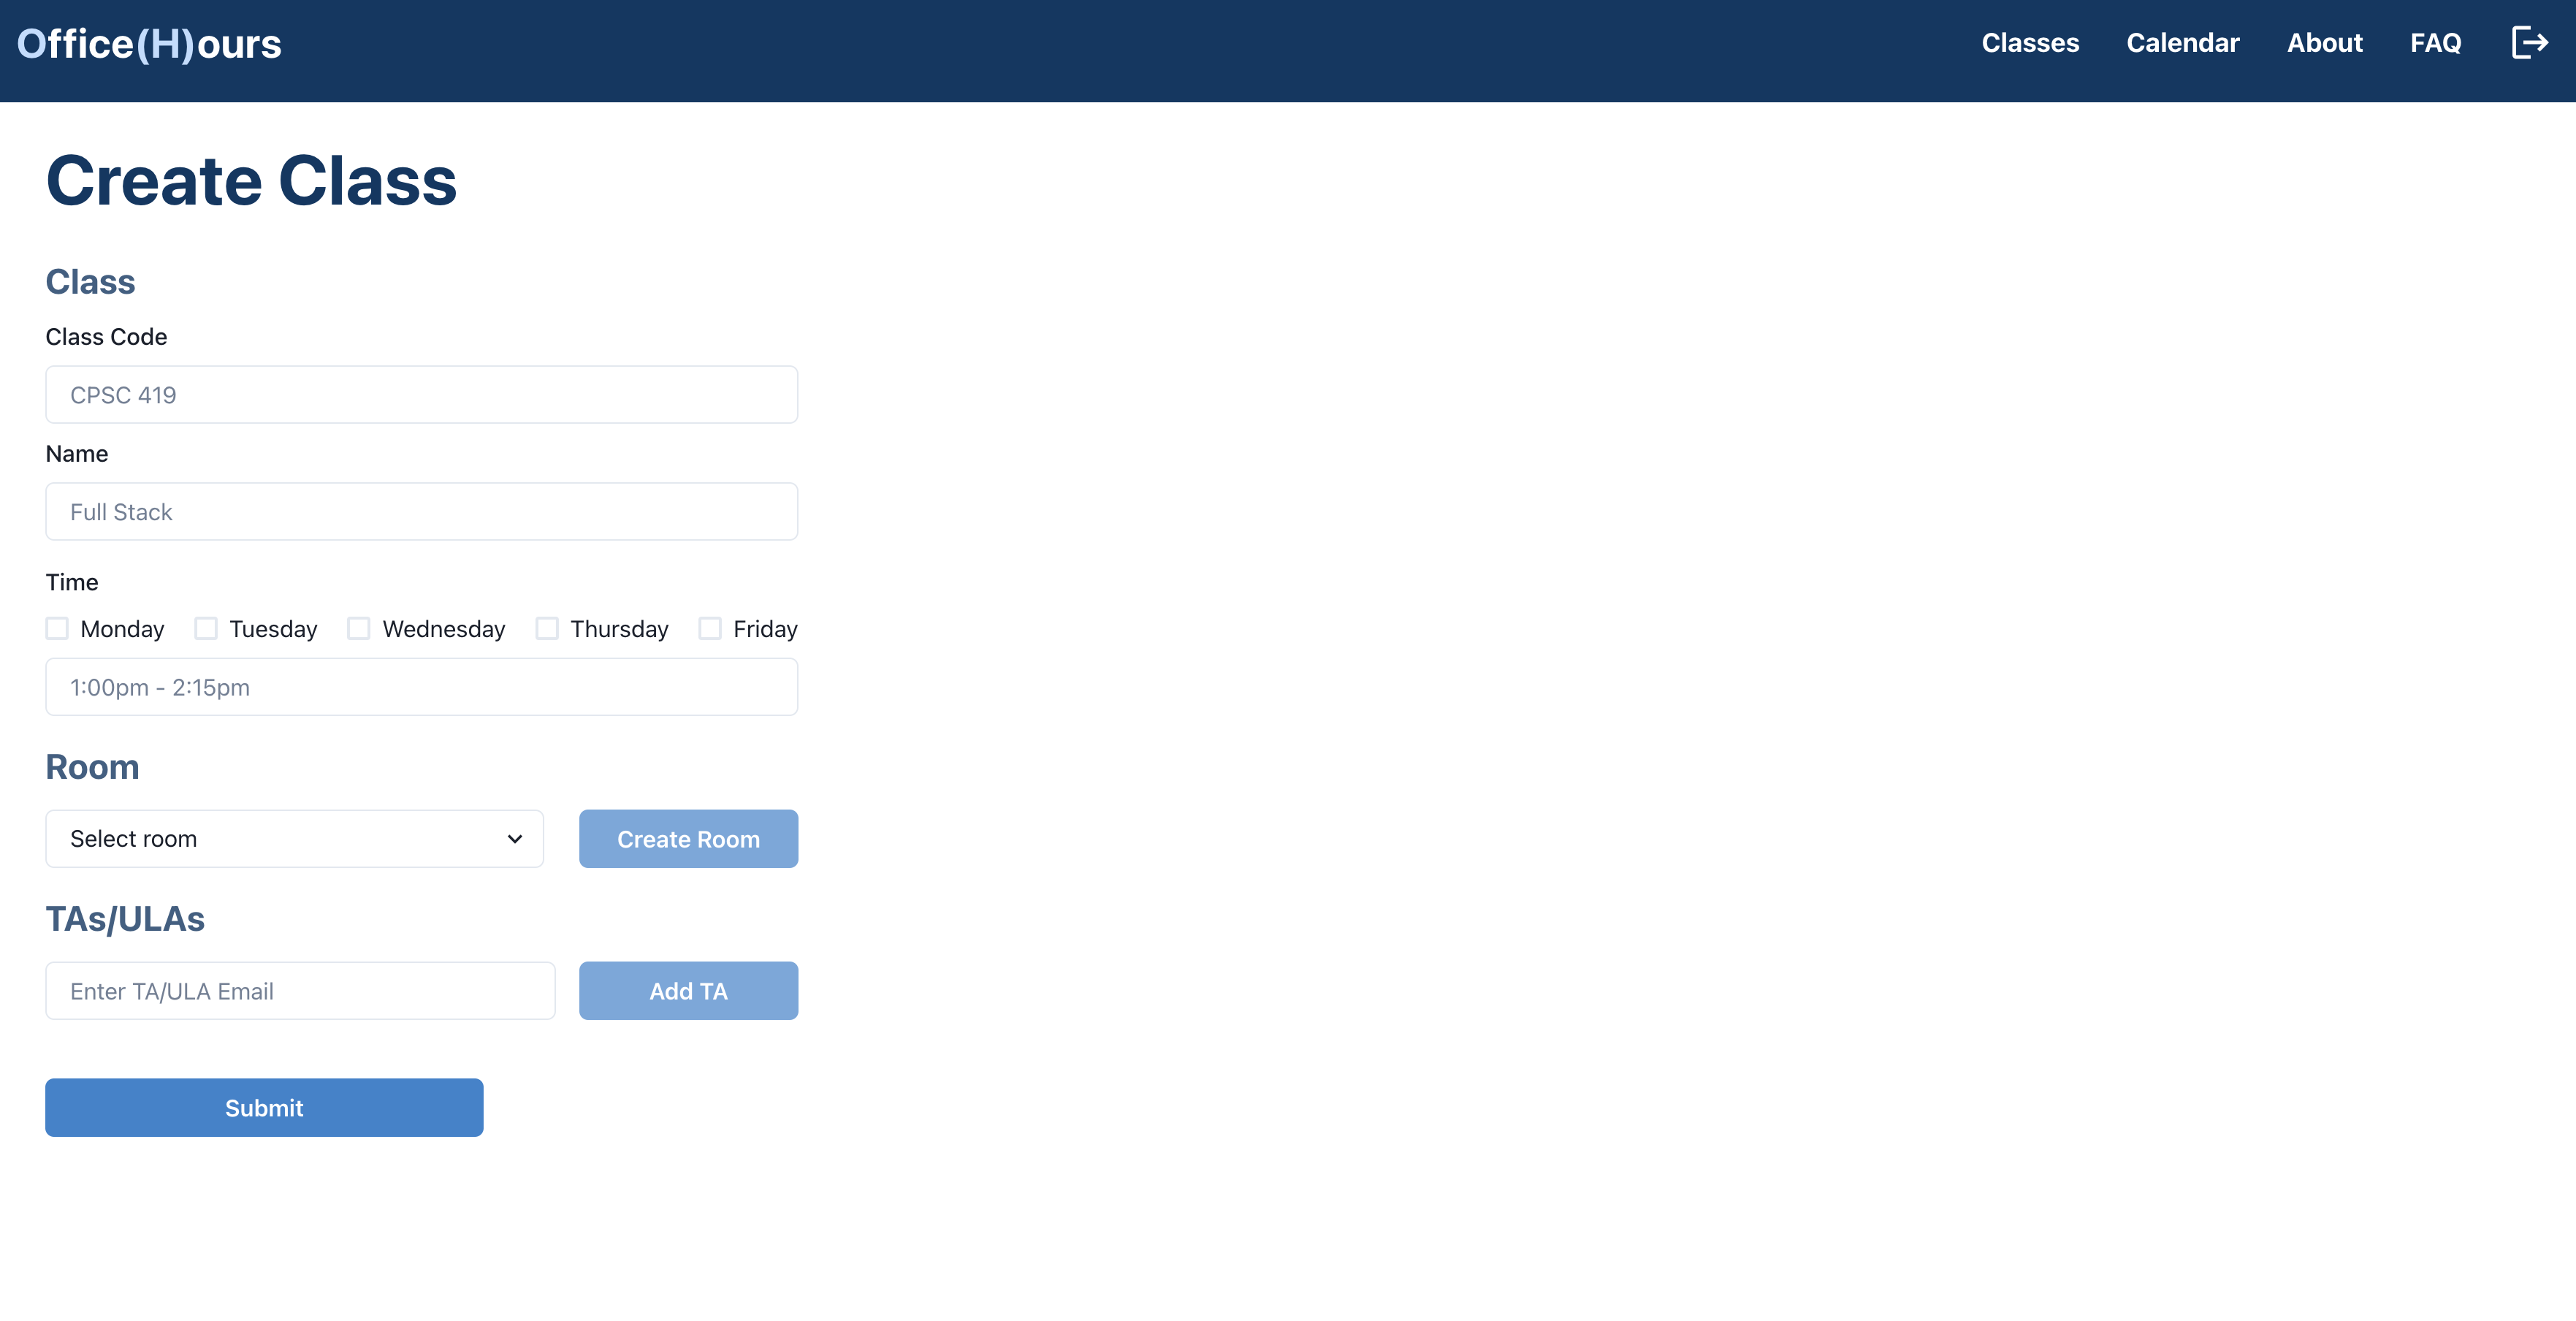 Office(H)ours
Classes Calendar About FAQ
Create Class
Class
Class Code
CPSC 419
Name
Full Stack
Time
Monday Tuesday Wednesday Thursday Friday
1:00pm - 2:15pm
Room
Select room Create Room
TAs/ULAs
Enter TA/ULA Email Add TA
Submit